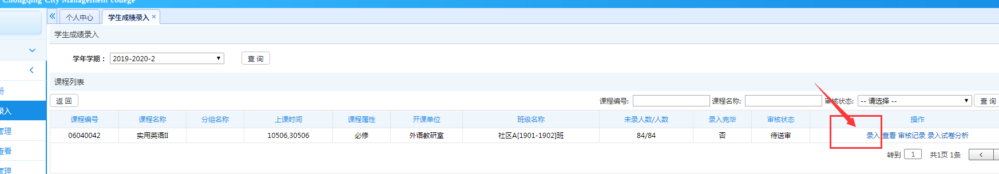 Chongqing City Management college
个人中心 学生成绩录入 ×
学生成绩录入
学年学期： 2019-2020-2 查 询
课程列表
返 回 课程编号: 课程名称: 审核状态: -- 请选择 -- 查 询
课程编号 课程名称 分组名称 上课时间 课程属性 开课单位 班级名称 未录人数/人数 录入完毕 审核状态 操作
06040042 实用英语II 10506,30506 必修 外语教研室 社区A[1901-1902]班 84/84 否 待送审 录入 查看 审核记录 录入试卷分析
转到 1 共1页 1条
册
录入
管理
查看
管理